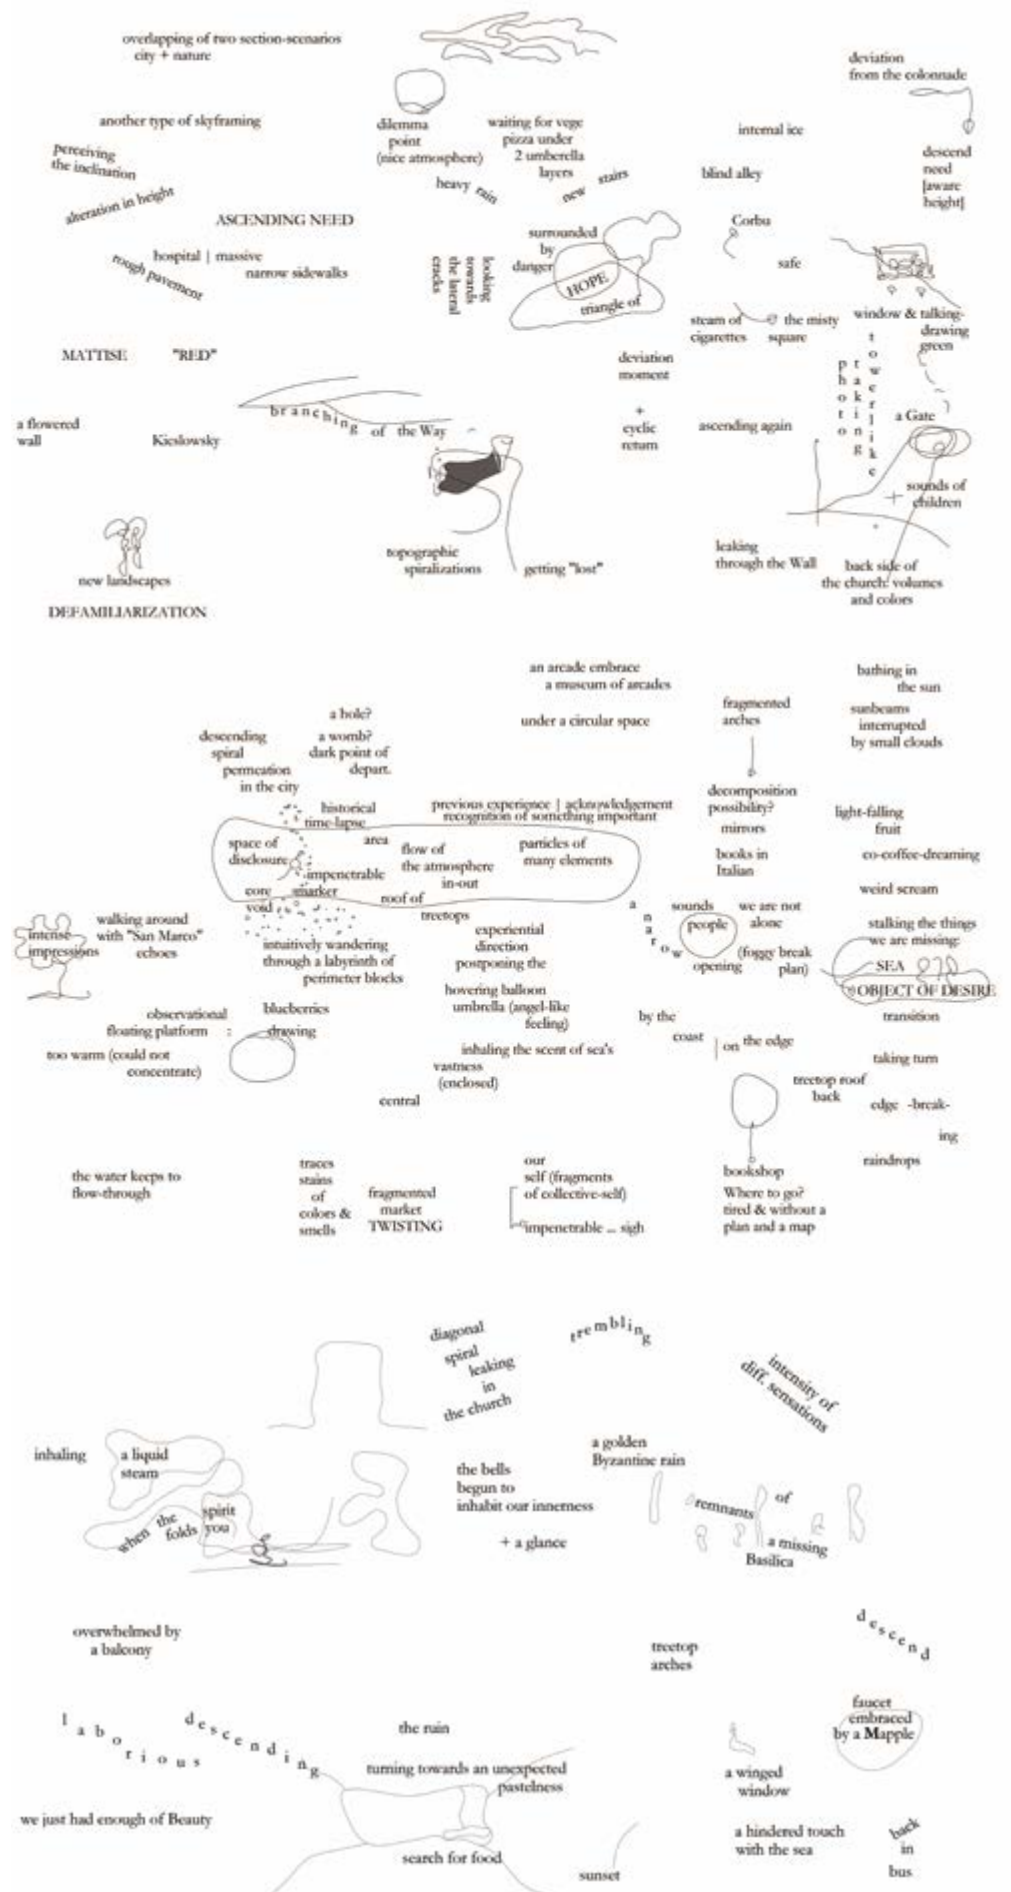 overlapping of two section-scenarios
city + nature
deviation
from the colonnade
another type of skyframing
dilemma
point
(nice atmosphere)
waiting for vege
pizza under
2 umberella
layers
internal ice
perceiving
the inclination
descend
need
[aware
height]
blind alley
heavy rain
new stairs
alteration in height
ASCENDING NEED
Corbu
surrounded
by
danger
HOPE
triangle of
hospital | massive
narrow sidewalks
rough pavement
looking
towards
the lateral
cracks
safe
steam of
cigarettes
the misty
square
window & talking-
drawing
green
towerlike
photo
taking
MATTISE
"RED"
deviation
moment
+
cyclic
return
a flowered
wall
Kieslowsky
branching of the Way
ascending again
a Gate
+ sounds of
children
topographic
spiralizations
getting "lost"
leaking
through the Wall
back side of
the church: volumes
and colors
new landscapes
DEFAMILIARIZATION
an arcade embrace
a museum of arcades
bathing in
the sun
a hole?
a womb?
dark point of
depart.
under a circular space
fragmented
arches
sunbeams
interrupted
by small clouds
descending
spiral
permeation
in the city
decomposition
possibility?
mirrors
books in
Italian
light-falling
fruit
historical
time-lapse
area
previous experience | acknowledgement
recognition of something important
space of
disclosure
flow of
the atmosphere
in-out
particles of
many elements
co-coffee-dreaming
impenetrable
marker
core
void
roof of
treetops
weird scream
intense
impressions
walking around
with "San Marco"
echoes
intuitively wandering
through a labyrinth of
perimeter blocks
experiential
direction
postponing the
a narow
opening
sounds
people
we are not
alone
(foggy break
plan)
stalking the things
we are missing:
SEA
OBJECT OF DESIRE
transition
hovering balloon
umbrella (angel-like
feeling)
observational
floating platform :
blueberries
drawing
by the
coast
on the edge
too warm (could not
concentrate)
inhaling the scent of sea's
vastness
(enclosed)
taking turn
central
treetop roof
back
edge -break-
ing
the water keeps to
flow-through
traces
stains
of
colors &
smells
fragmented
market
TWISTING
our
self (fragments
of collective-self)
impenetrable ... sigh
bookshop
Where to go?
tired & without a
plan and a map
raindrops
diagonal
spiral
leaking
in
the church
trembling
intensity of
diff. sensations
inhaling
a liquid
steam
the bells
begun to
inhabit our innerness
a golden
Byzantine rain
when the
folds
spirit
you
+ a glance
remnants of
a missing
Basilica
overwhelmed by
a balcony
treetop
arches
descend
laborious
descending
the ruin
faucet
embraced
by a Mapple
turning towards an unexpected
pastelness
a winged
window
we just had enough of Beauty
search for food
a hindered touch
with the sea
back
in
bus
sunset